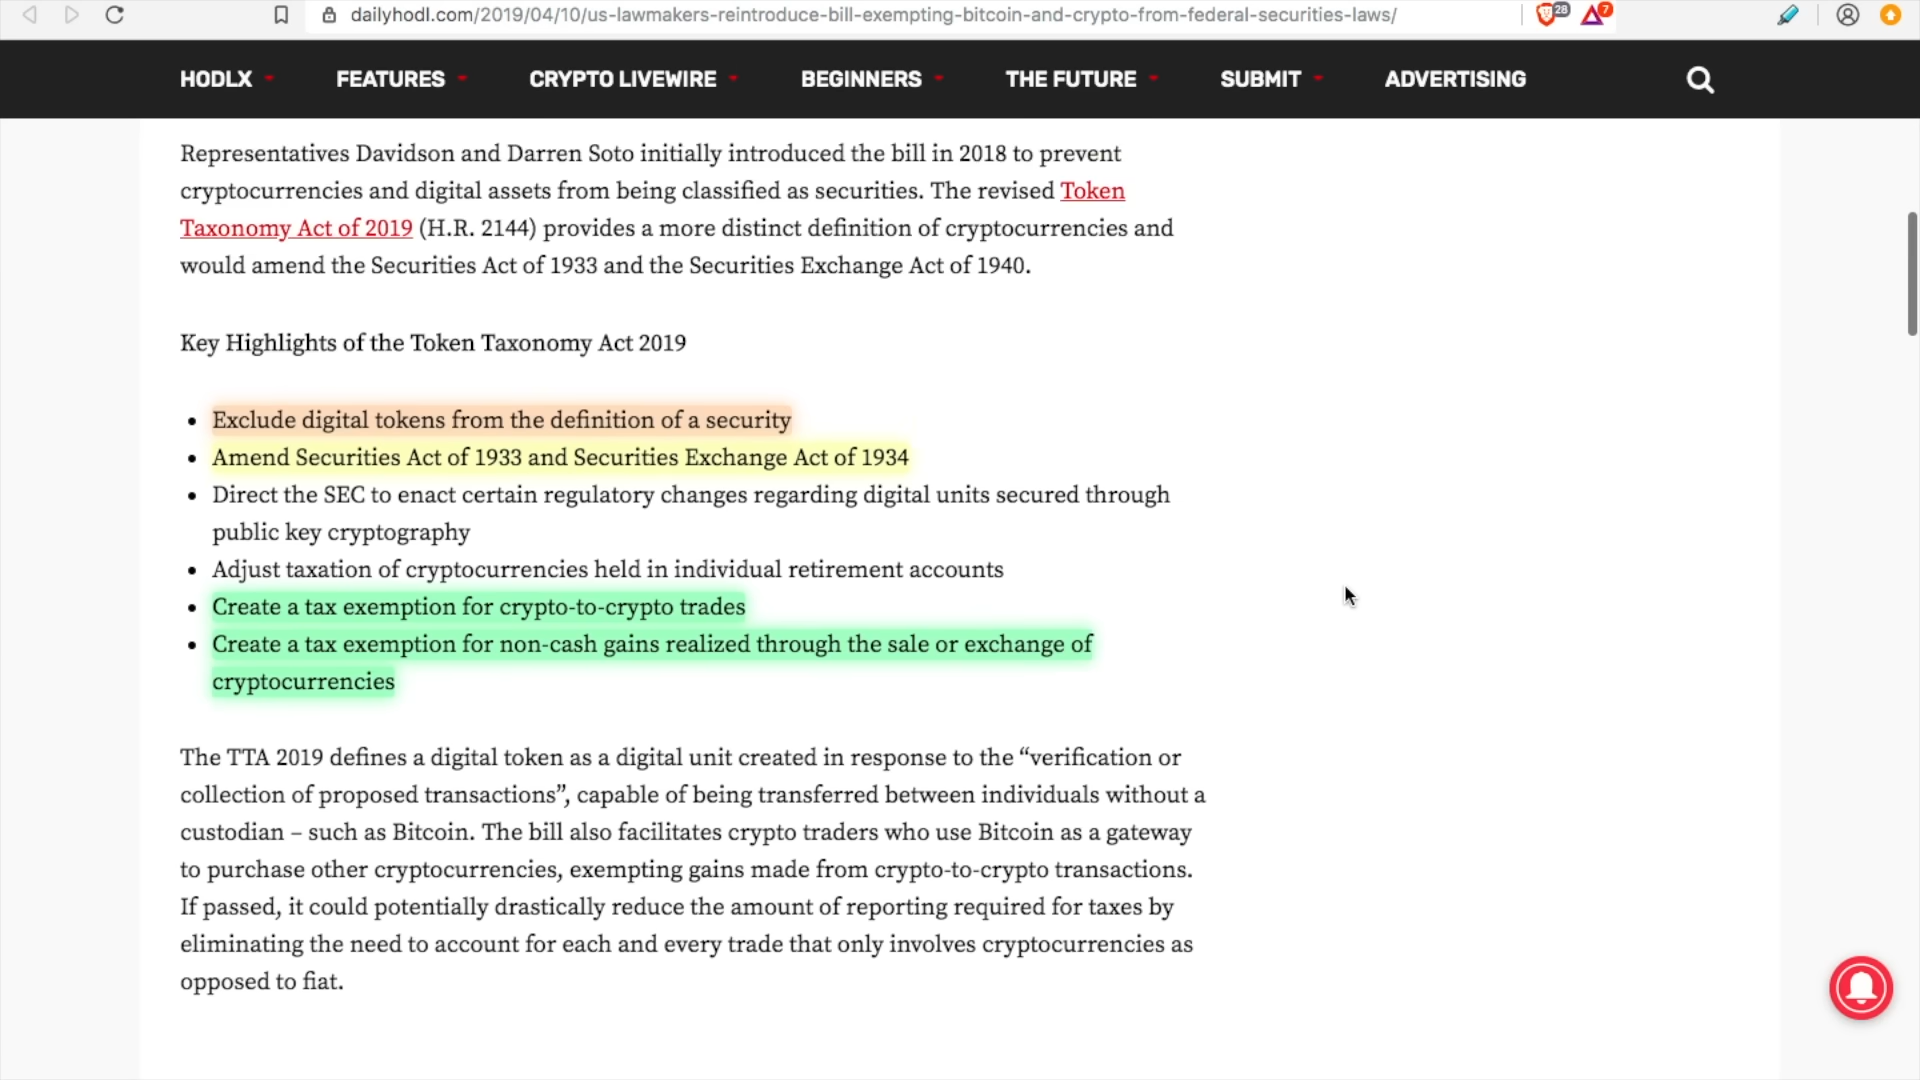 dailyhodl.com/2019/04/10/us-lawmakers-reintroduce-bill-exempting-bitcoin-and-crypto-from-federal-securities-laws/
28
7
HODLX FEATURES CRYPTO LIVEWIRE BEGINNERS THE FUTURE SUBMIT ADVERTISING
Representatives Davidson and Darren Soto initially introduced the bill in 2018 to prevent
cryptocurrencies and digital assets from being classified as securities. The revised Token
Taxonomy Act of 2019 (H.R. 2144) provides a more distinct definition of cryptocurrencies and
would amend the Securities Act of 1933 and the Securities Exchange Act of 1940.
Key Highlights of the Token Taxonomy Act 2019
• Exclude digital tokens from the definition of a security
• Amend Securities Act of 1933 and Securities Exchange Act of 1934
• Direct the SEC to enact certain regulatory changes regarding digital units secured through
public key cryptography
• Adjust taxation of cryptocurrencies held in individual retirement accounts
• Create a tax exemption for crypto-to-crypto trades
• Create a tax exemption for non-cash gains realized through the sale or exchange of
cryptocurrencies
The TTA 2019 defines a digital token as a digital unit created in response to the “verification or
collection of proposed transactions”, capable of being transferred between individuals without a
custodian – such as Bitcoin. The bill also facilitates crypto traders who use Bitcoin as a gateway
to purchase other cryptocurrencies, exempting gains made from crypto-to-crypto transactions.
If passed, it could potentially drastically reduce the amount of reporting required for taxes by
eliminating the need to account for each and every trade that only involves cryptocurrencies as
opposed to fiat.